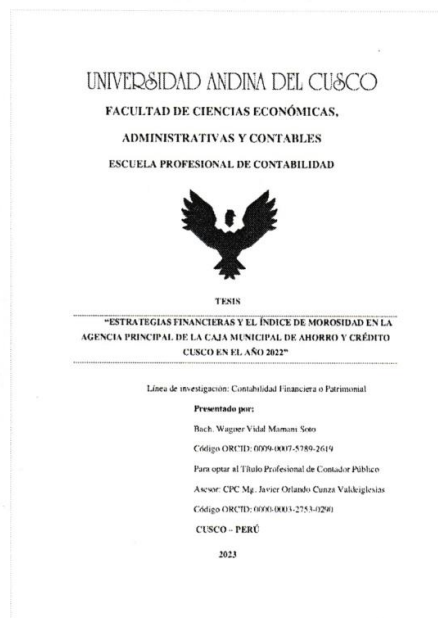 UNIVERSIDAD ANDINA DEL CUSCO
FACULTAD DE CIENCIAS ECONÓMICAS,
ADMINISTRATIVAS Y CONTABLES
ESCUELA PROFESIONAL DE CONTABILIDAD
TESIS
"ESTRATEGIAS FINANCIERAS Y EL ÍNDICE DE MOROSIDAD EN LA
AGENCIA PRINCIPAL DE LA CAJA MUNICIPAL DE AHORRO Y CRÉDITO
CUSCO EN EL AÑO 2022"
Línea de investigación: Contabilidad Financiera o Patrimonial
Presentado por:
Bach. Wagner Vidal Mamani Soto
Código ORCID: 0009-0007-5789-2619
Para optar al Título Profesional de Contador Público
Asesor: CPC Mg. Javier Orlando Cunza Valdeiglesias
Código ORCID: 0000-0003-2753-0290
CUSCO – PERÚ
2023